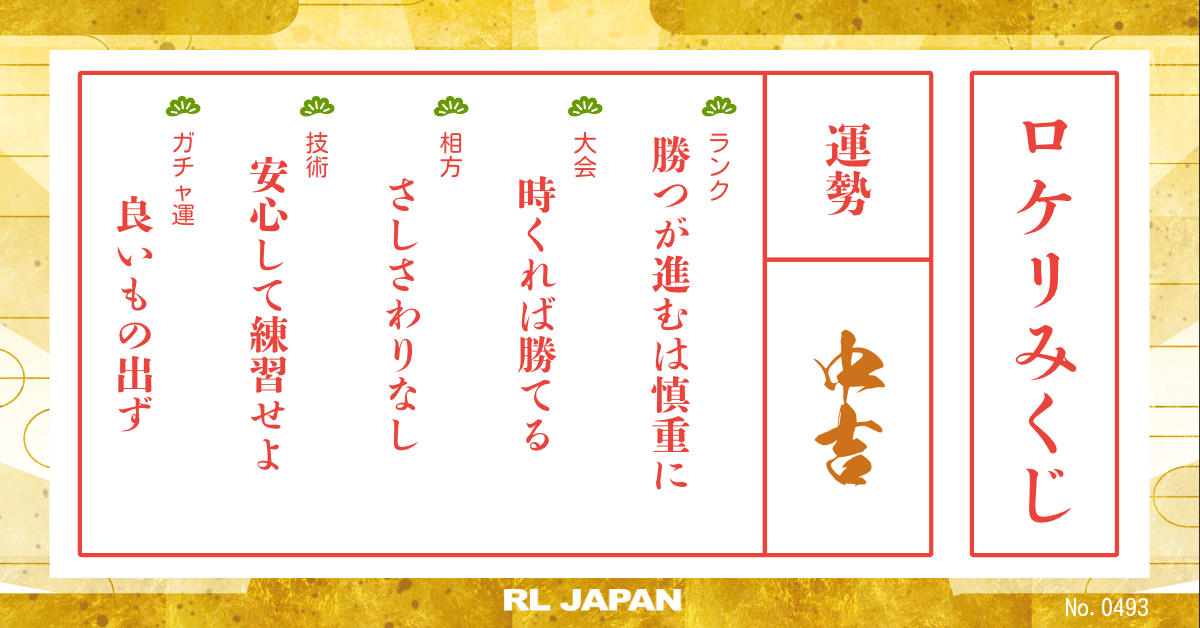 ロケリみくじ
運勢
中吉
ランク
勝つが進むは慎重に
大会
時くれば勝てる
相方
さしさわりなし
技術
安心して練習せよ
ガチャ運
良いもの出ず
RL JAPAN
No. 0493